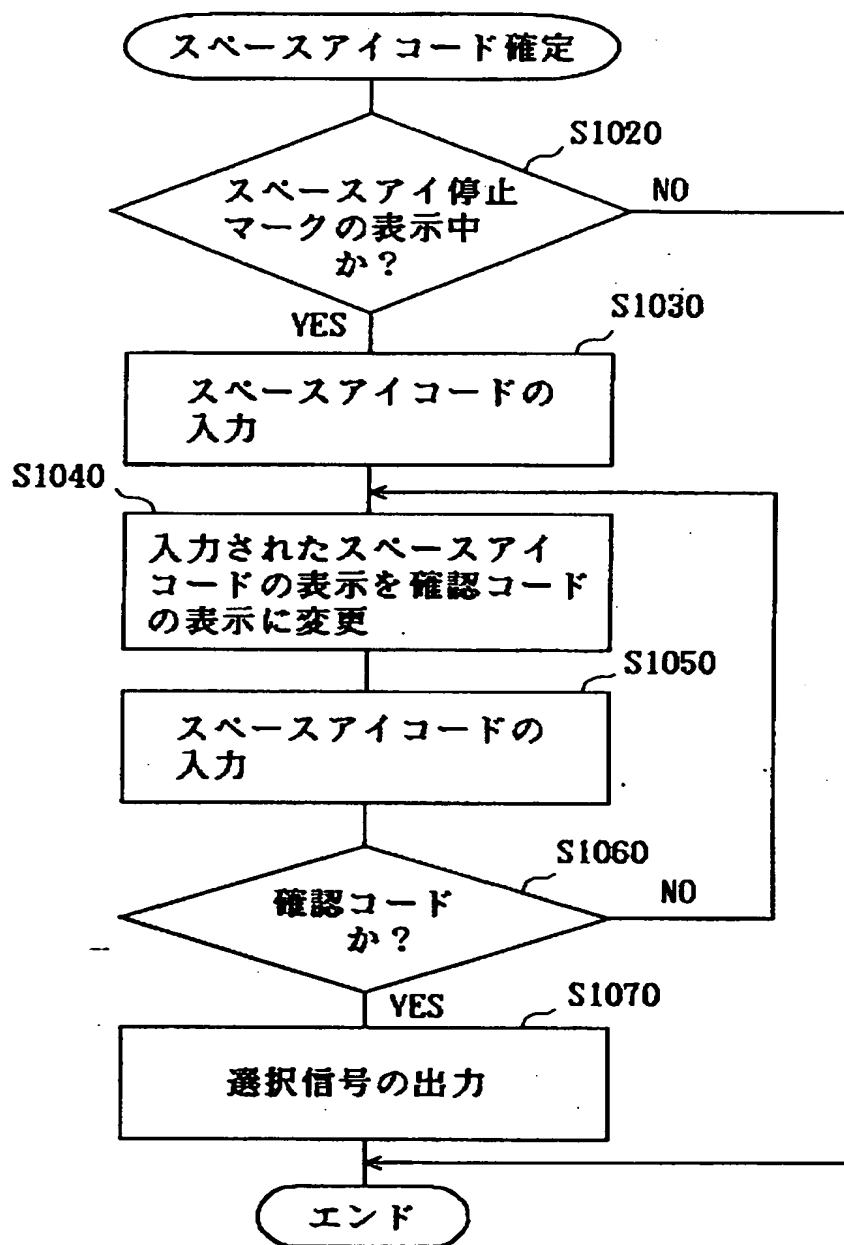 スペースアイコード確定
S1020
スペースアイ停止
マークの表示中
か？
NO
YES
S1030
スペースアイコードの
入力
S1040
入力されたスペースアイ
コードの表示を確認コード
の表示に変更
S1050
スペースアイコードの
入力
S1060
確認コード
か？
NO
YES
S1070
選択信号の出力
エンド